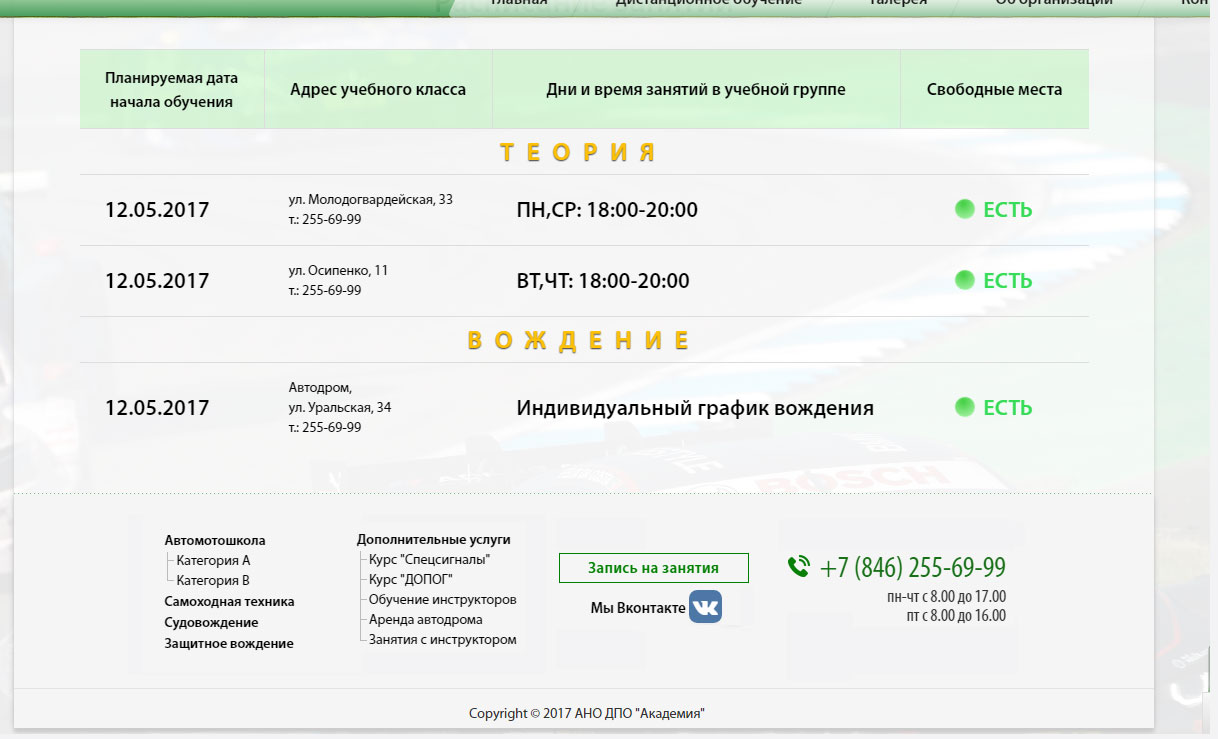 Главная Дистанционное обучение Галерея Об организации
Планируемая дата
начала обучения
Адрес учебного класса
Дни и время занятий в учебной группе
Свободные места
ТЕОРИЯ
12.05.2017
ул. Молодогвардейская, 33
т.: 255-69-99
ПН,СР: 18:00-20:00
ЕСТЬ
12.05.2017
ул. Осипенко, 11
т.: 255-69-99
ВТ,ЧТ: 18:00-20:00
ЕСТЬ
ВОЖДЕНИЕ
12.05.2017
Автодром,
ул. Уральская, 34
т.: 255-69-99
Индивидуальный график вождения
ЕСТЬ
BOSCH
Автомотошкола
Категория А
Категория В
Самоходная техника
Судовождение
Защитное вождение
Дополнительные услуги
Курс "Спецсигналы"
Курс "ДОПОГ"
Обучение инструкторов
Аренда автодрома
Занятия с инструктором
Запись на занятия
Мы Вконтакте
+7 (846) 255-69-99
пн-чт с 8.00 до 17.00
пт с 8.00 до 16.00
Copyright © 2017 АНО ДПО "Академия"